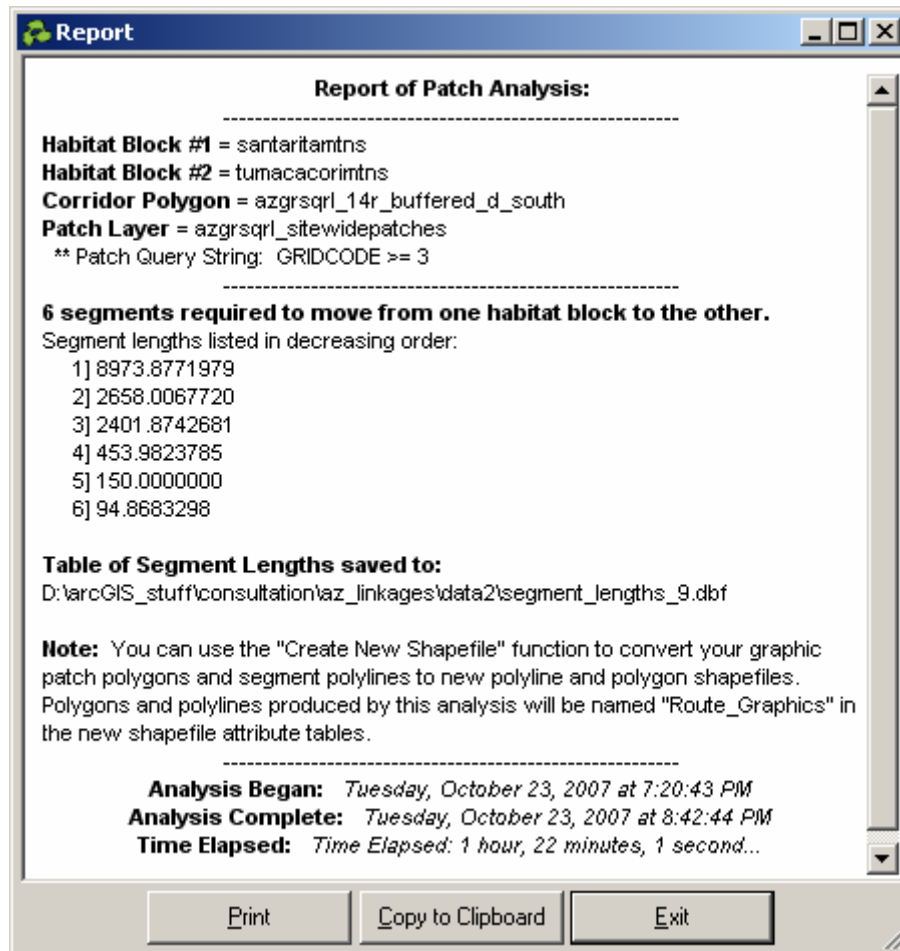 Report
Report of Patch Analysis:
---------------------------------------------------------
Habitat Block #1 = santaritamtns
Habitat Block #2 = tumacacorimtns
Corridor Polygon = azgrsqrl_14r_buffered_d_south
Patch Layer = azgrsqrl_sitewidepatches
** Patch Query String:  GRIDCODE >= 3
---------------------------------------------------------
6 segments required to move from one habitat block to the other.
Segment lengths listed in decreasing order:
1] 8973.8771979
2] 2658.0067720
3] 2401.8742681
4] 453.9823785
5] 150.0000000
6] 94.8683298
Table of Segment Lengths saved to:
D:\arcGIS_stuff\consultation\az_linkages\data2\segment_lengths_9.dbf
Note:  You can use the "Create New Shapefile" function to convert your graphic
patch polygons and segment polylines to new polyline and polygon shapefiles.
Polygons and polylines produced by this analysis will be named "Route_Graphics" in
the new shapefile attribute tables.
---------------------------------------------------------
Analysis Began:   Tuesday, October 23, 2007 at 7:20:43 PM
Analysis Complete:   Tuesday, October 23, 2007 at 8:42:44 PM
Time Elapsed:   Time Elapsed: 1 hour, 22 minutes, 1 second...
Print Copy to Clipboard Exit